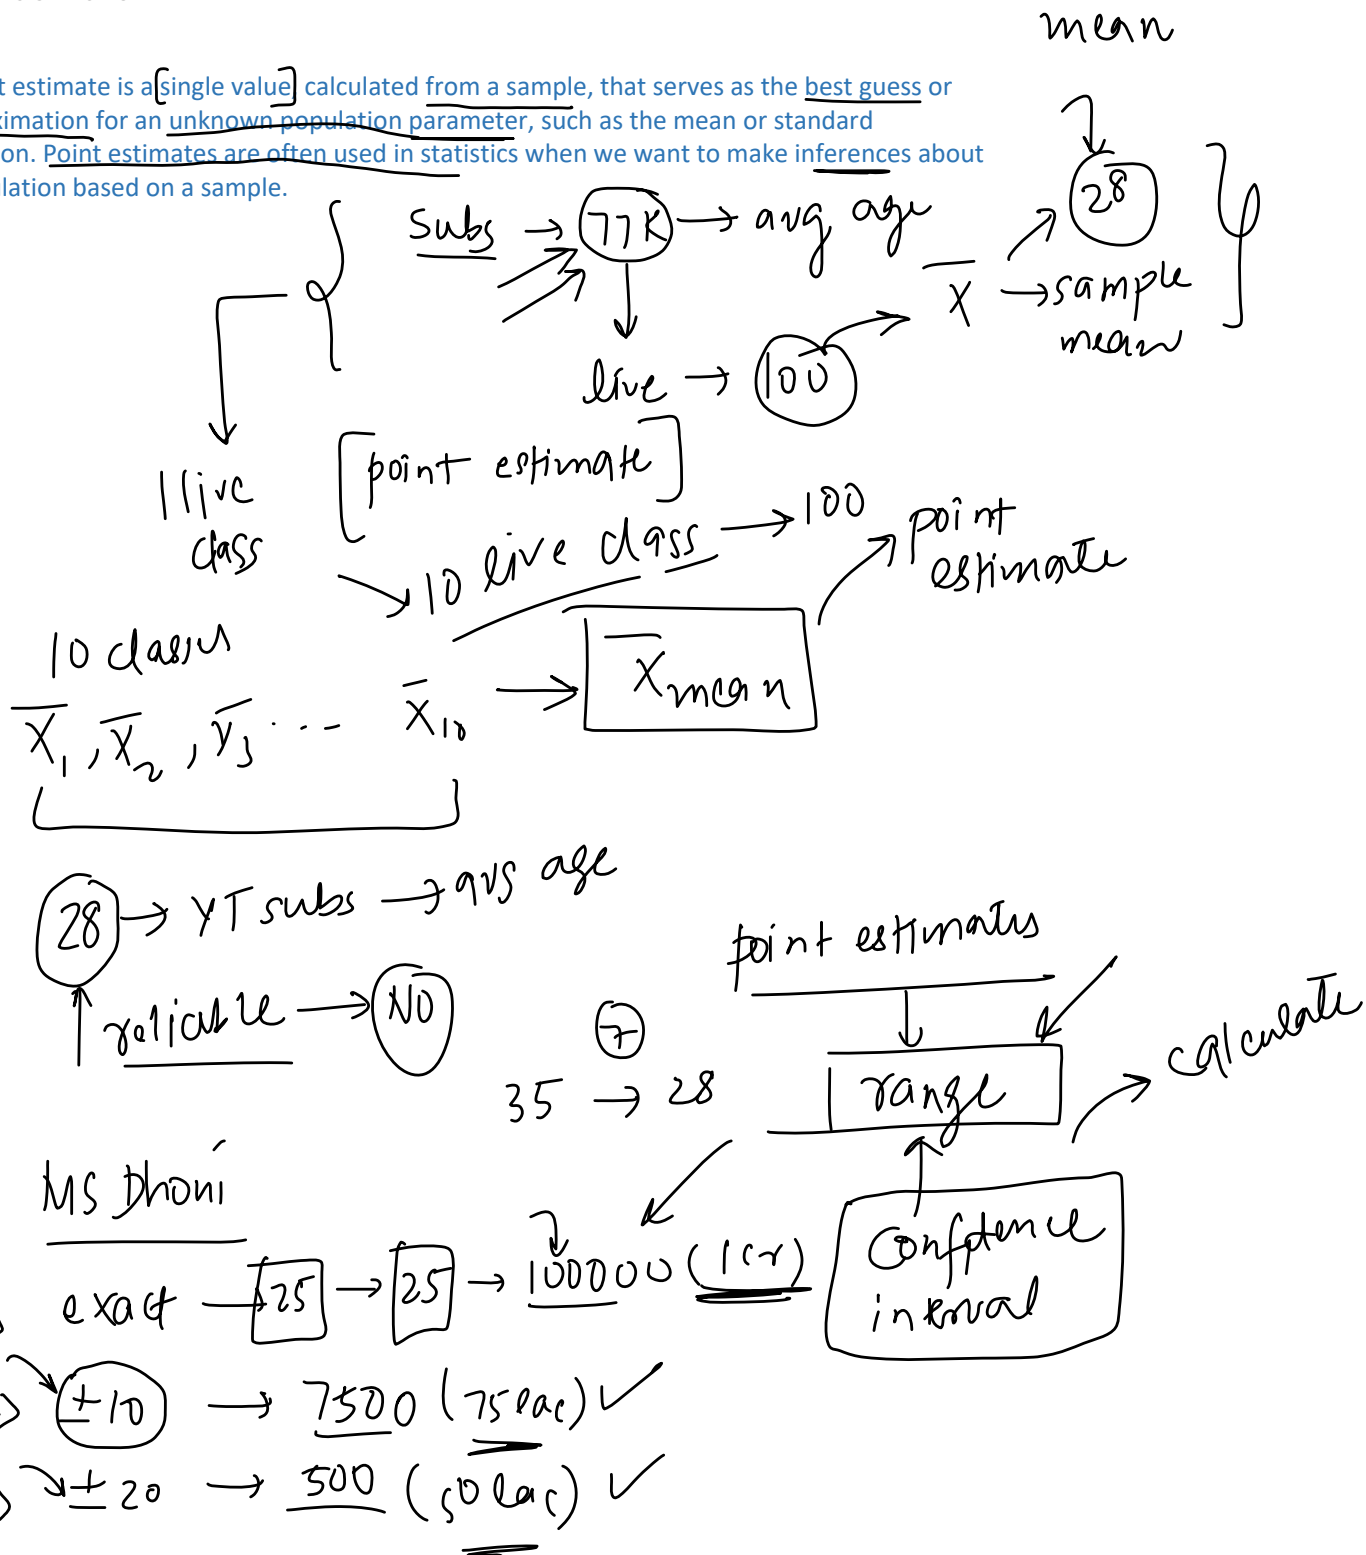 mean
t estimate is a [single value] calculated from a sample, that serves as the best guess or
ximation for an unknown population parameter, such as the mean or standard
on. Point estimates are often used in statistics when we want to make inferences about
lation based on a sample.
28
subs → 77K → avg age
X̄ → sample
mean
live → 100
[point estimate]
1 live
class
10 live class → 100
point
estimate
10 classes
X̄1, X̄2, X̄3 ... X̄10 → X̄mean
28 → YT subs → avg age
point estimates
reliable → NO
7
35 → 28
range
calculate
MS Dhoni
exact → 25 → 25 → 100000 (1cr)
Confidence
interval
±10 → 7500 (75 lac) ✓
±20 → 500 (50 lac) ✓